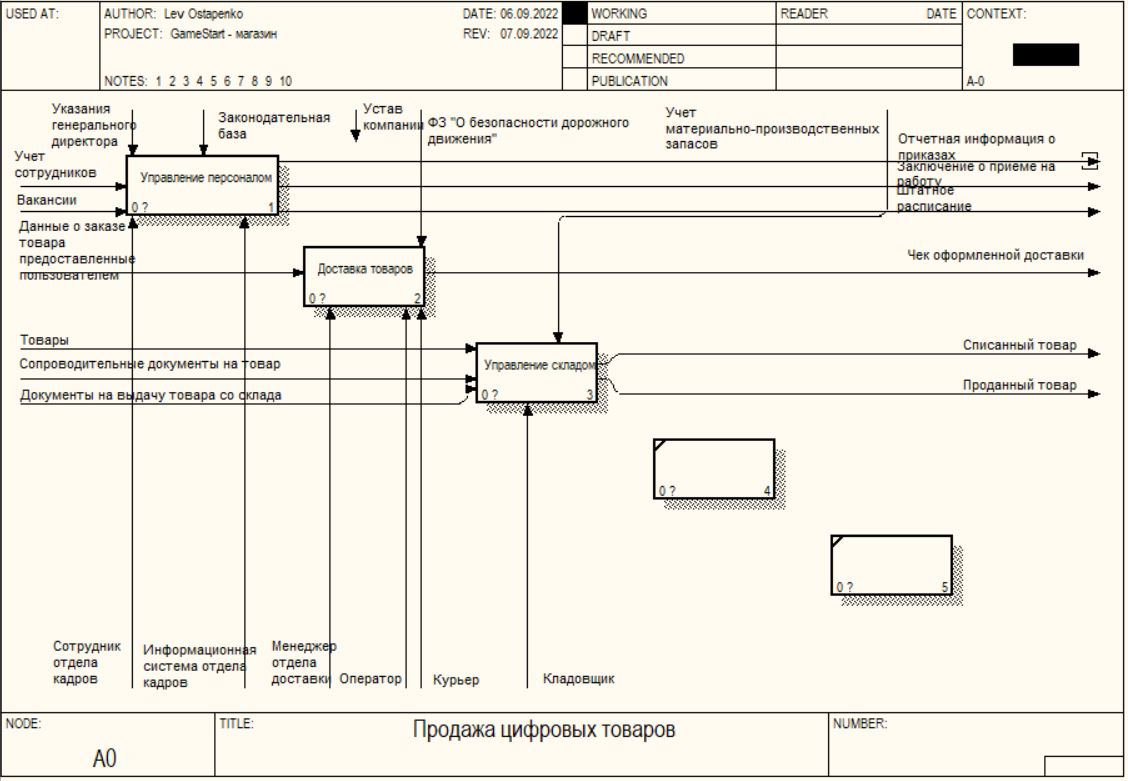 USED AT:
AUTHOR: Lev Ostapenko
DATE: 06.09.2022
PROJECT: GameStart - магазин
REV: 07.09.2022
NOTES: 1 2 3 4 5 6 7 8 9 10
WORKING
DRAFT
RECOMMENDED
PUBLICATION
READER
DATE
CONTEXT:
A-0
Указания
генерального
директора
Законодательная
база
Устав
компании
ФЗ "О безопасности дорожного
движения"
Учет
материально-производственных
запасов
Отчетная информация о
приказах
Заключение о приеме на
работу
Штатное
расписание
Учет
сотрудников
Вакансии
Управление персоналом
0 ?
1
Данные о заказе
товара
предоставленные
пользователем
Доставка товаров
0 ?
2
Чек оформленной доставки
Товары
Сопроводительные документы на товар
Документы на выдачу товара со склада
Управление складом
0 ?
3
Списанный товар
Проданный товар
0 ?
4
0 ?
5
Сотрудник
отдела
кадров
Информационная
система отдела
кадров
Менеджер
отдела
доставки
Оператор
Курьер
Кладовщик
NODE:
A0
TITLE:
Продажа цифровых товаров
NUMBER: